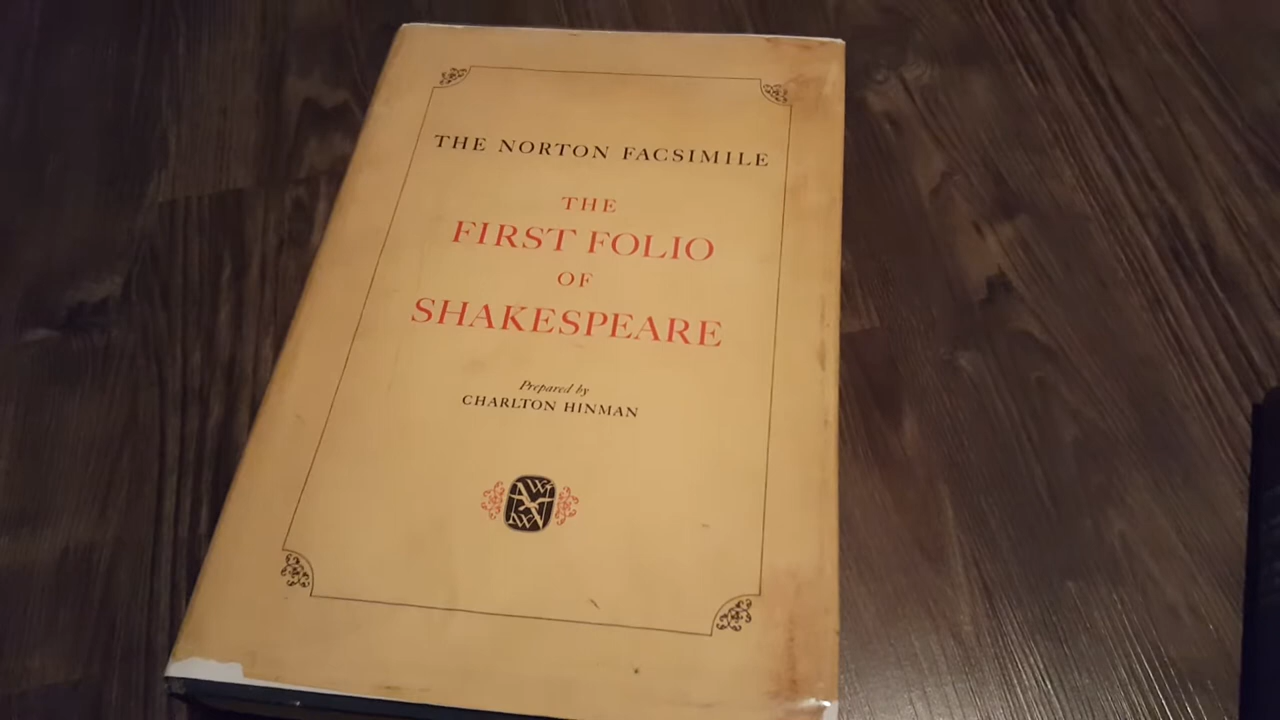 THE NORTON FACSIMILE
THE
FIRST FOLIO
OF
SHAKESPEARE
Prepared by
CHARLTON HINMAN